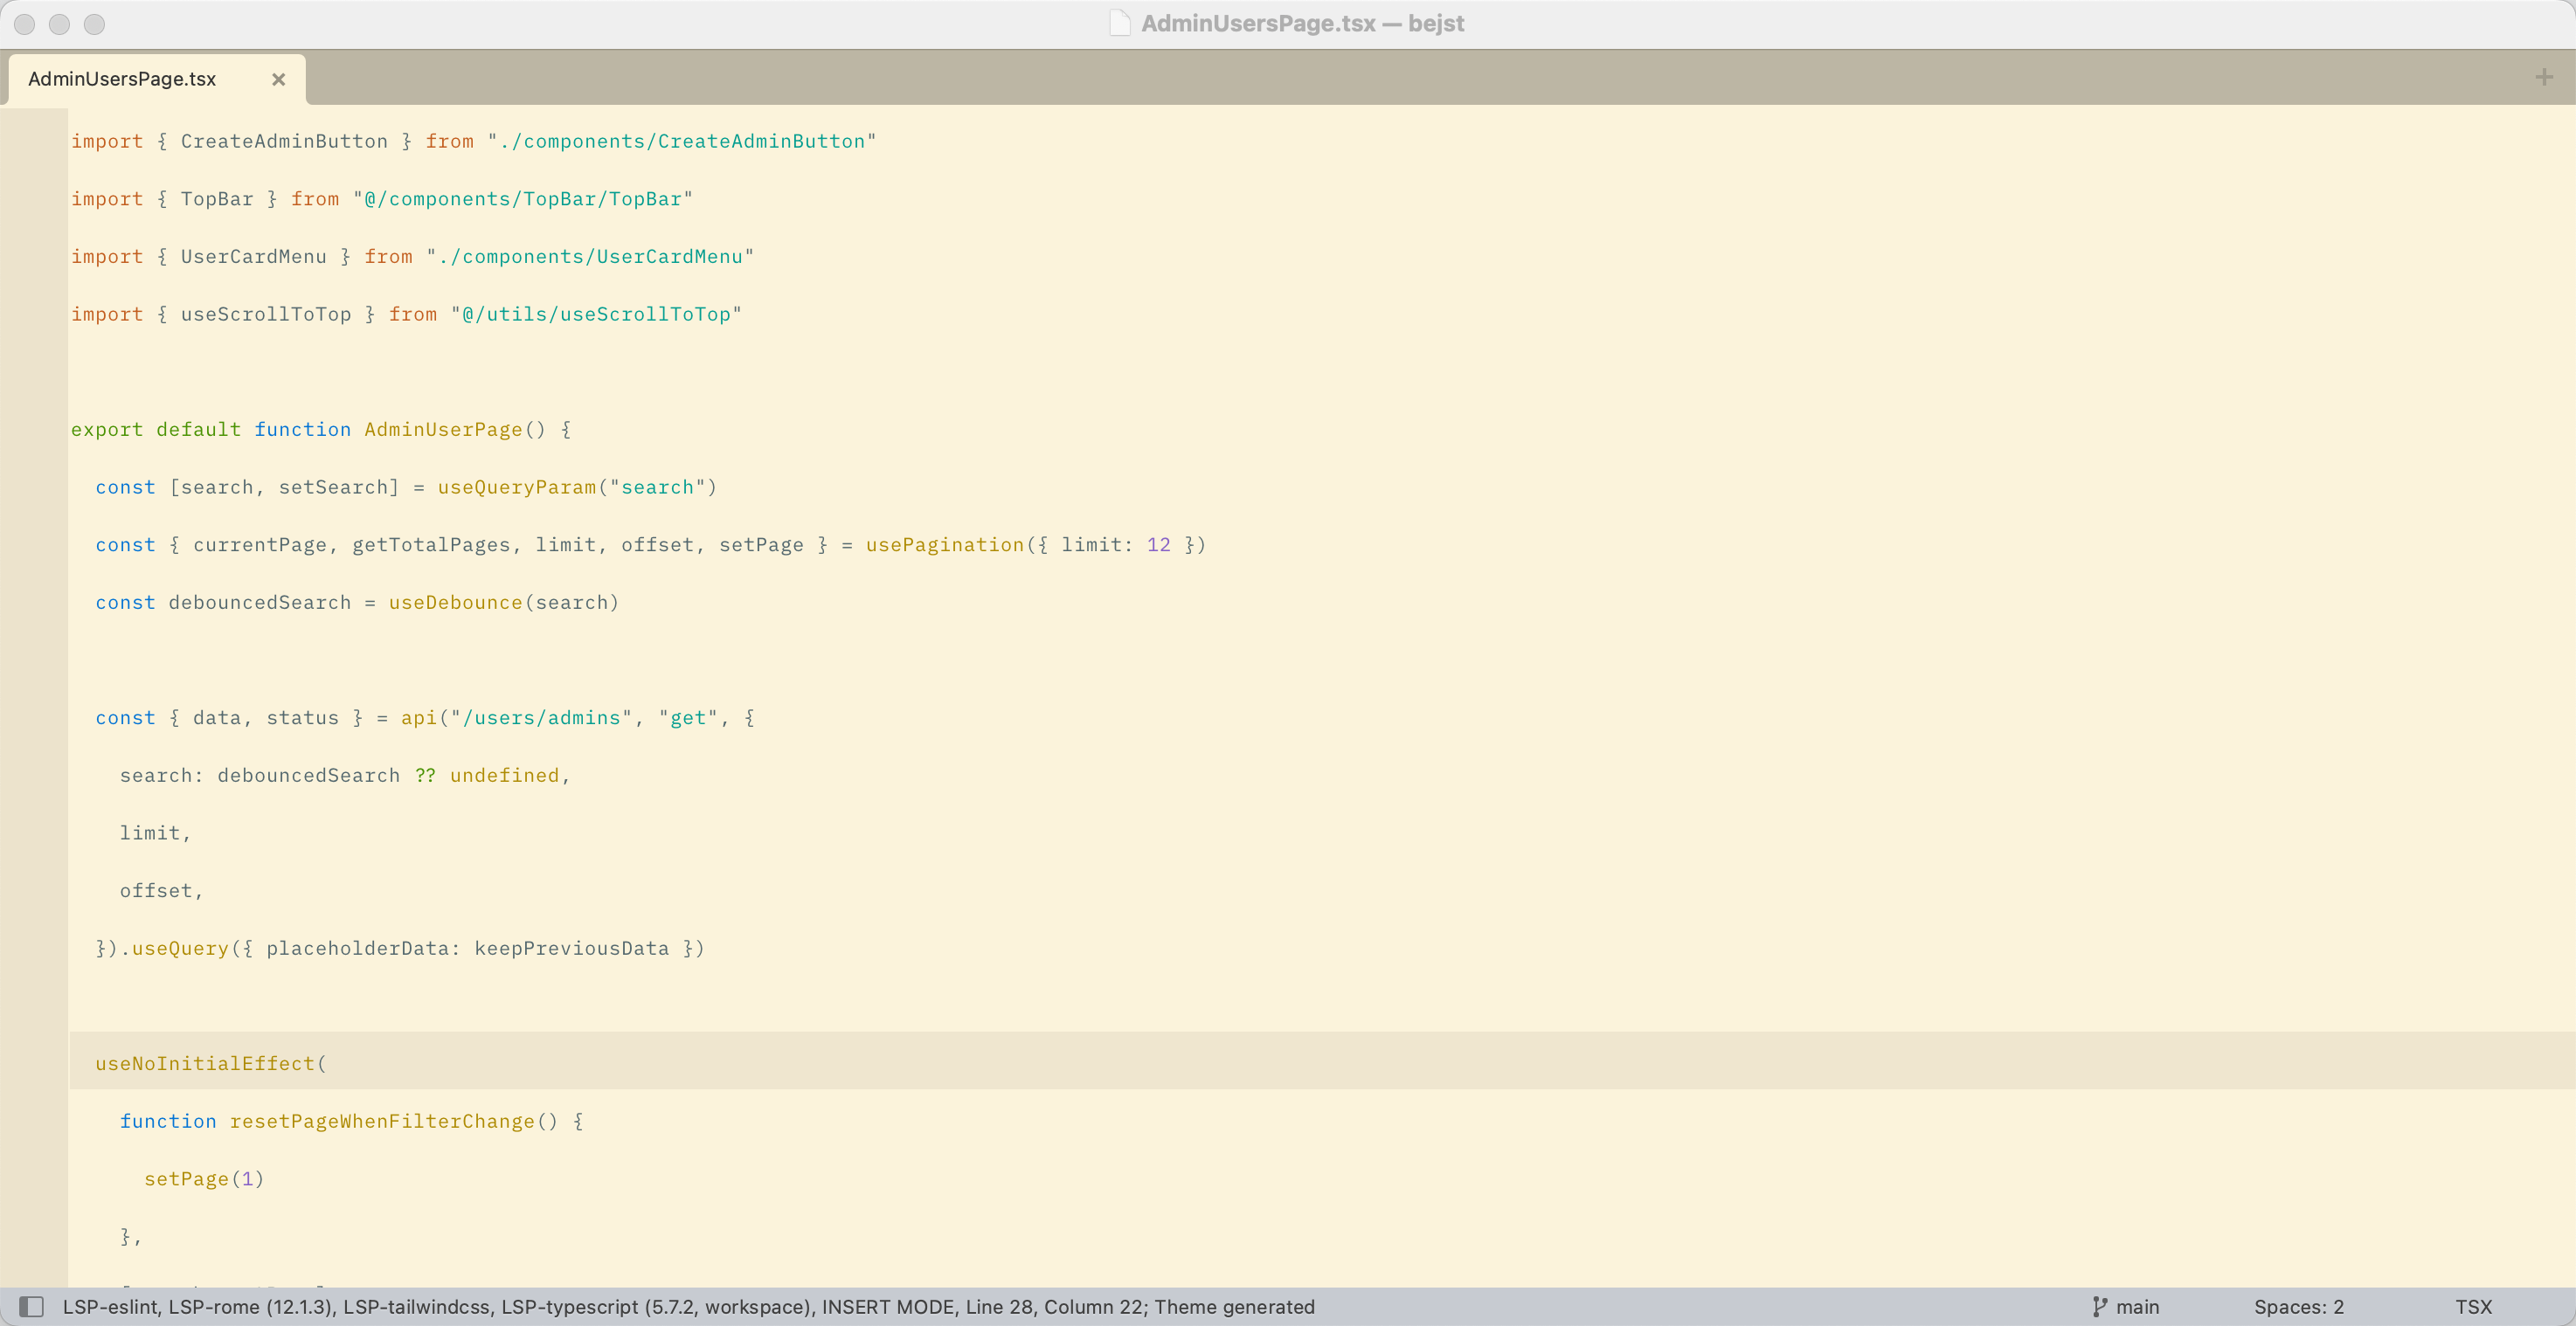 AdminUsersPage.tsx — bejst
AdminUsersPage.tsx
import { CreateAdminButton } from "./components/CreateAdminButton"
import { TopBar } from "@/components/TopBar/TopBar"
import { UserCardMenu } from "./components/UserCardMenu"
import { useScrollToTop } from "@/utils/useScrollToTop"
export default function AdminUserPage() {
  const [search, setSearch] = useQueryParam("search")
  const { currentPage, getTotalPages, limit, offset, setPage } = usePagination({ limit: 12 })
  const debouncedSearch = useDebounce(search)
  const { data, status } = api("/users/admins", "get", {
    search: debouncedSearch ?? undefined,
    limit,
    offset,
  }).useQuery({ placeholderData: keepPreviousData })
  useNoInitialEffect(
    function resetPageWhenFilterChange() {
      setPage(1)
    },
LSP-eslint, LSP-rome (12.1.3), LSP-tailwindcss, LSP-typescript (5.7.2, workspace), INSERT MODE, Line 28, Column 22; Theme generated
main
Spaces: 2
TSX